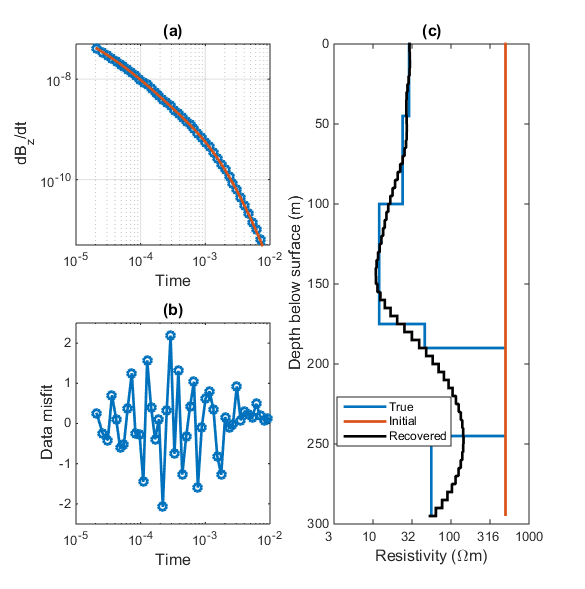 (a)
10⁻⁸
10⁻¹⁰
dB_z/dt
10⁻⁵ 10⁻⁴ 10⁻³ 10⁻²
Time
(b)
2
1
0
-1
-2
Data misfit
10⁻⁵ 10⁻⁴ 10⁻³ 10⁻²
Time
(c)
0
50
100
150
200
250
300
Depth below surface (m)
True
Initial
Recovered
3 10 32 100 316 1000
Resistivity (Ωm)